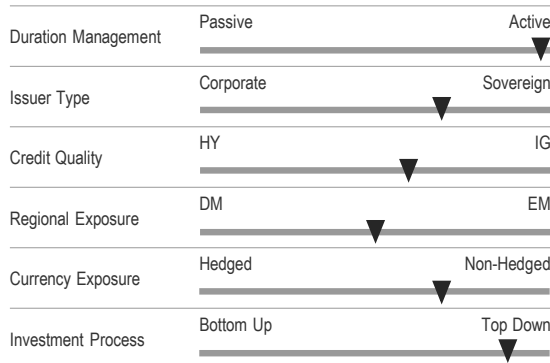 Passive Active
Duration Management
Corporate Sovereign
Issuer Type
HY IG
Credit Quality
DM EM
Regional Exposure
Hedged Non-Hedged
Currency Exposure
Bottom Up Top Down
Investment Process